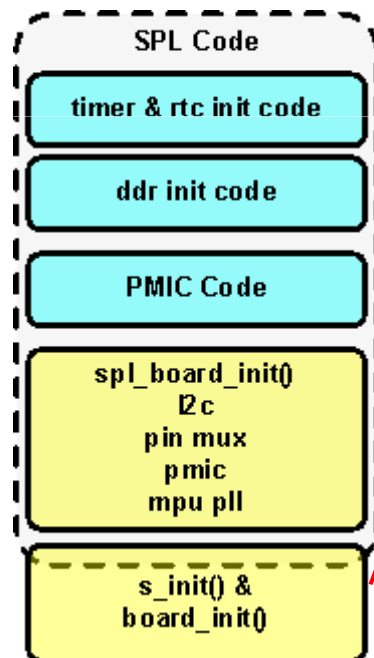 SPL Code
timer & rtc init code
ddr init code
PMIC Code
spl_board_init()
I2c
pin mux
pmic
mpu pll
s_init() &
board_init()